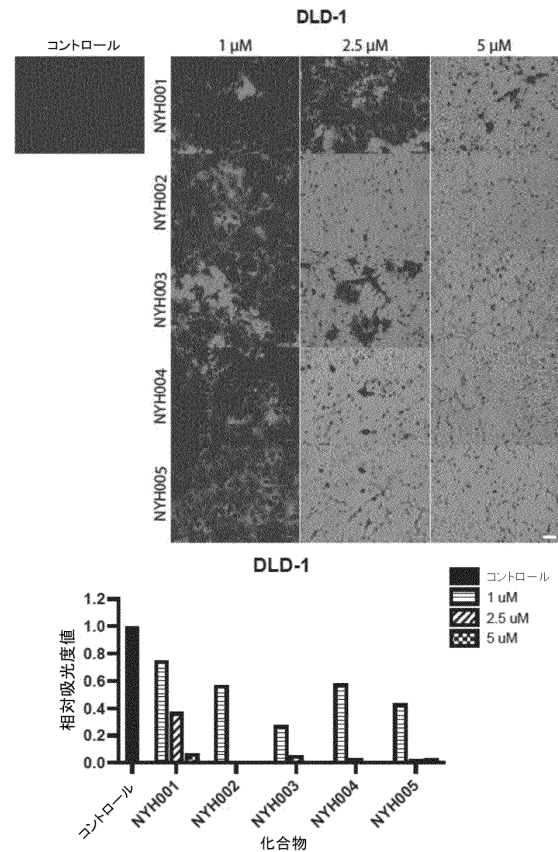 DLD-1
コントロール
1 µM
2.5 µM
5 µM
NYH001
NYH002
NYH003
NYH004
NYH005
DLD-1
コントロール
1 uM
2.5 uM
5 uM
相対吸光度値
1.2
1.0
0.8
0.6
0.4
0.2
0.0
コントロール
NYH001
NYH002
NYH003
NYH004
NYH005
化合物